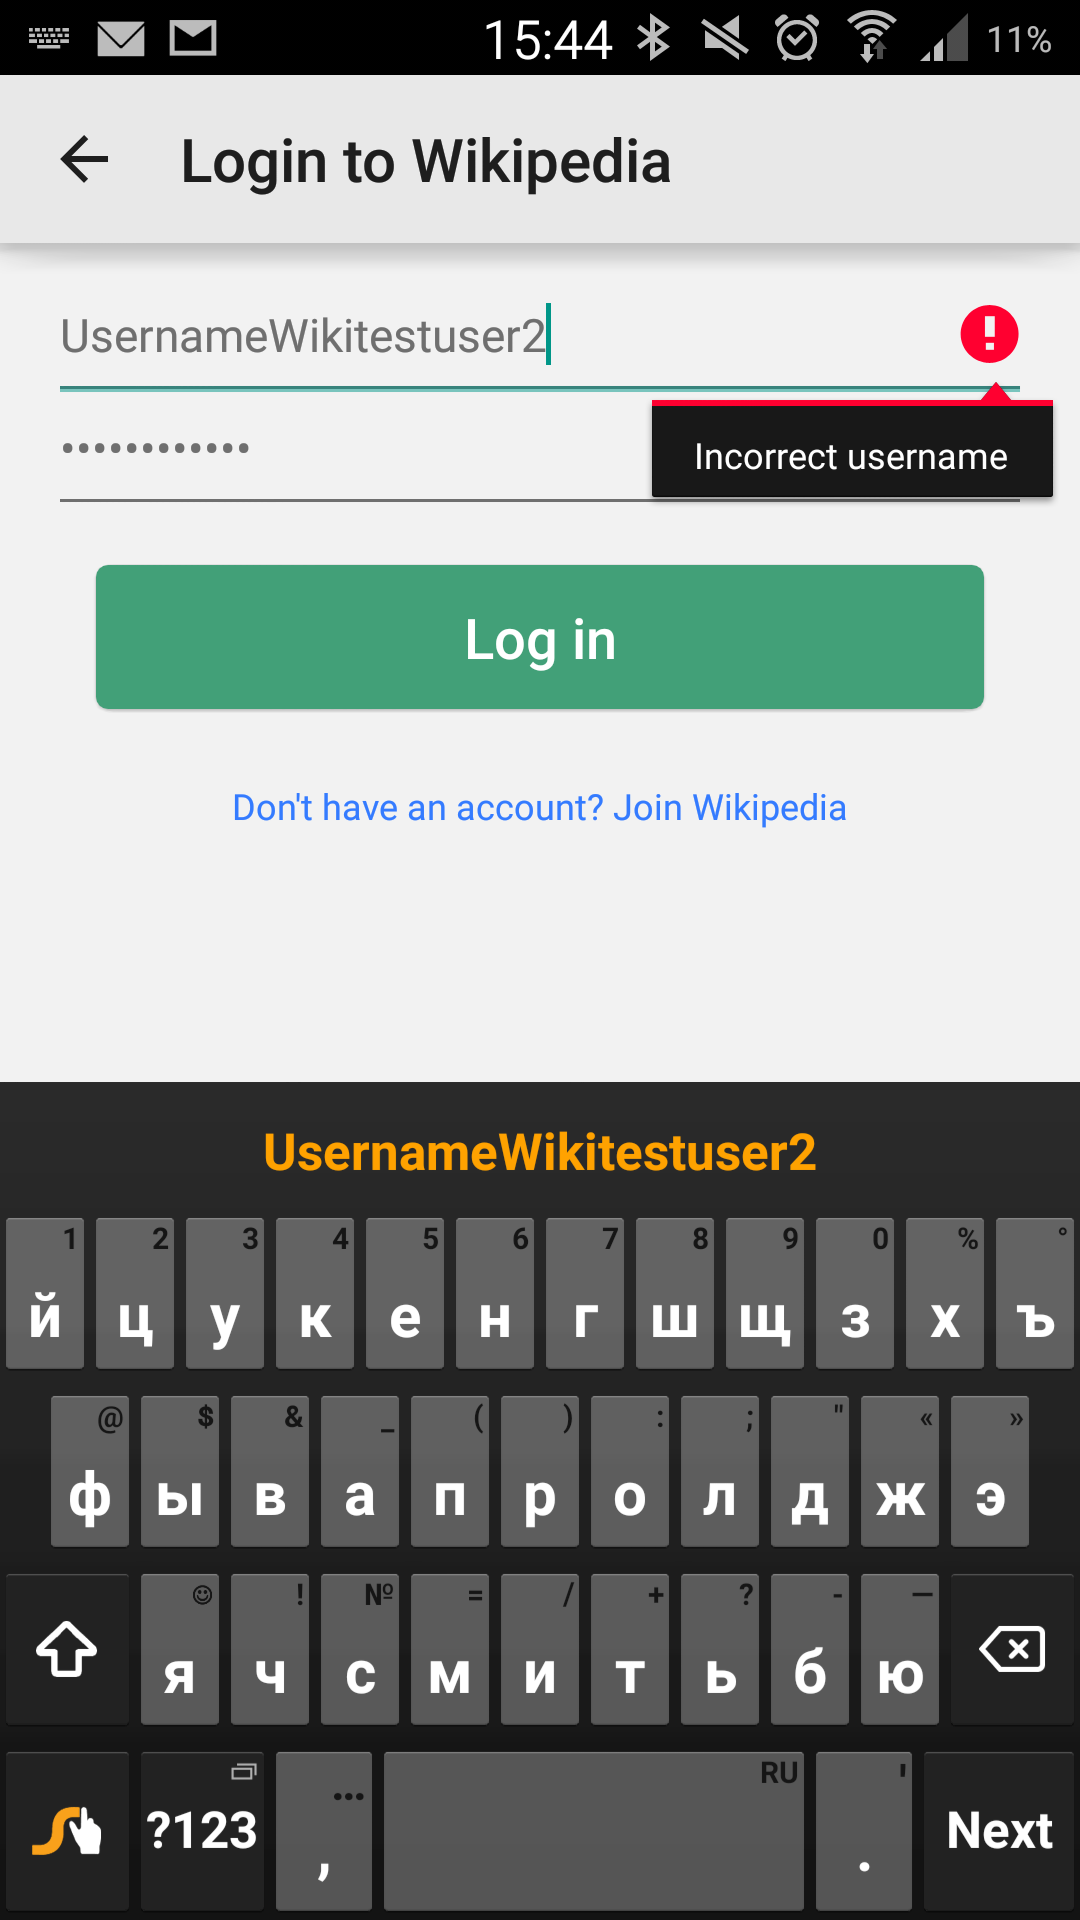 15:44 11%
Login to Wikipedia
UsernameWikitestuser2
••••••••••••
Incorrect username
Log in
Don't have an account? Join Wikipedia
UsernameWikitestuser2
1 2 3 4 5 6 7 8 9 0 % °
й ц у к е н г ш щ з х ъ
@ $ & _ ( ) : ; " « »
ф ы в а п р о л д ж э
☺ ! № = / + ? - —
я ч с м и т ь б ю
... RU '
?123 , . Next